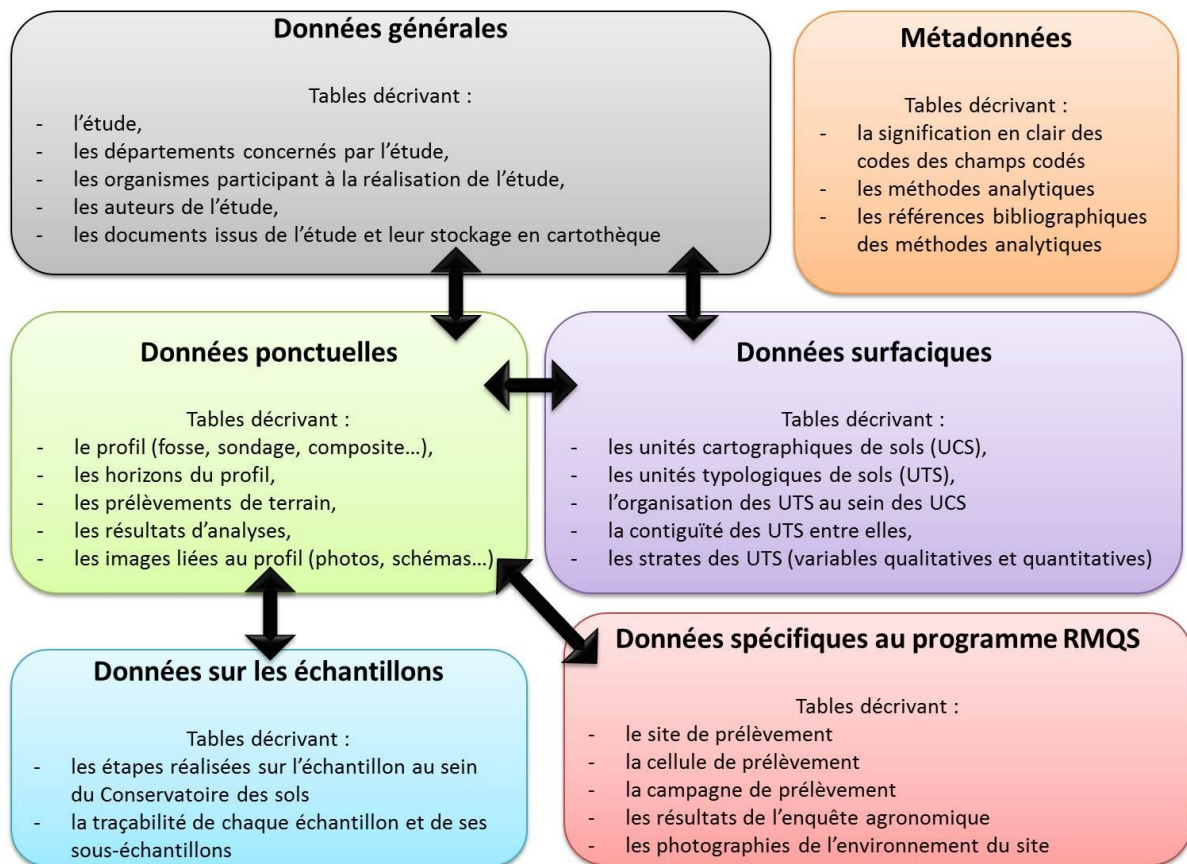 Données générales
Tables décrivant :
- l’étude,
- les départements concernés par l’étude,
- les organismes participant à la réalisation de l’étude,
- les auteurs de l’étude,
- les documents issus de l’étude et leur stockage en cartothèque
Métadonnées
Tables décrivant :
- la signification en clair des
codes des champs codés
- les méthodes analytiques
- les références bibliographiques
des méthodes analytiques
Données ponctuelles
Tables décrivant :
- le profil (fosse, sondage, composite…),
- les horizons du profil,
- les prélèvements de terrain,
- les résultats d’analyses,
- les images liées au profil (photos, schémas…)
Données surfaciques
Tables décrivant :
- les unités cartographiques de sols (UCS),
- les unités typologiques de sols (UTS),
- l’organisation des UTS au sein des UCS
- la contiguïté des UTS entre elles,
- les strates des UTS (variables qualitatives et quantitatives)
Données sur les échantillons
Tables décrivant :
- les étapes réalisées sur l’échantillon au sein
du Conservatoire des sols
- la traçabilité de chaque échantillon et de ses
sous-échantillons
Données spécifiques au programme RMQS
Tables décrivant :
- le site de prélèvement
- la cellule de prélèvement
- la campagne de prélèvement
- les résultats de l’enquête agronomique
- les photographies de l’environnement du site